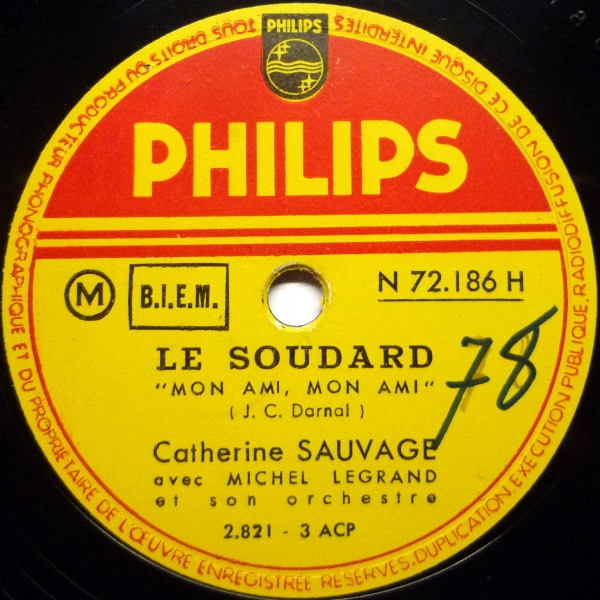 PHILIPS
PHILIPS
M B.I.E.M.
N 72.186 H
LE SOUDARD
"MON AMI, MON AMI"
( J. C. Darnal )
78
Catherine SAUVAGE
avec MICHEL LEGRAND
et son orchestre
2.821 - 3 ACP
TOUS DROITS DU PRODUCTEUR PHONOGRAPHIQUE ET DU PROPRIETAIRE DE L'ŒUVRE ENREGISTRÉE RÉSERVÉS. DUPLICATION, EXÉCUTION PUBLIQUE, RADIODIFFUSION DE CE DISQUE INTERDITES